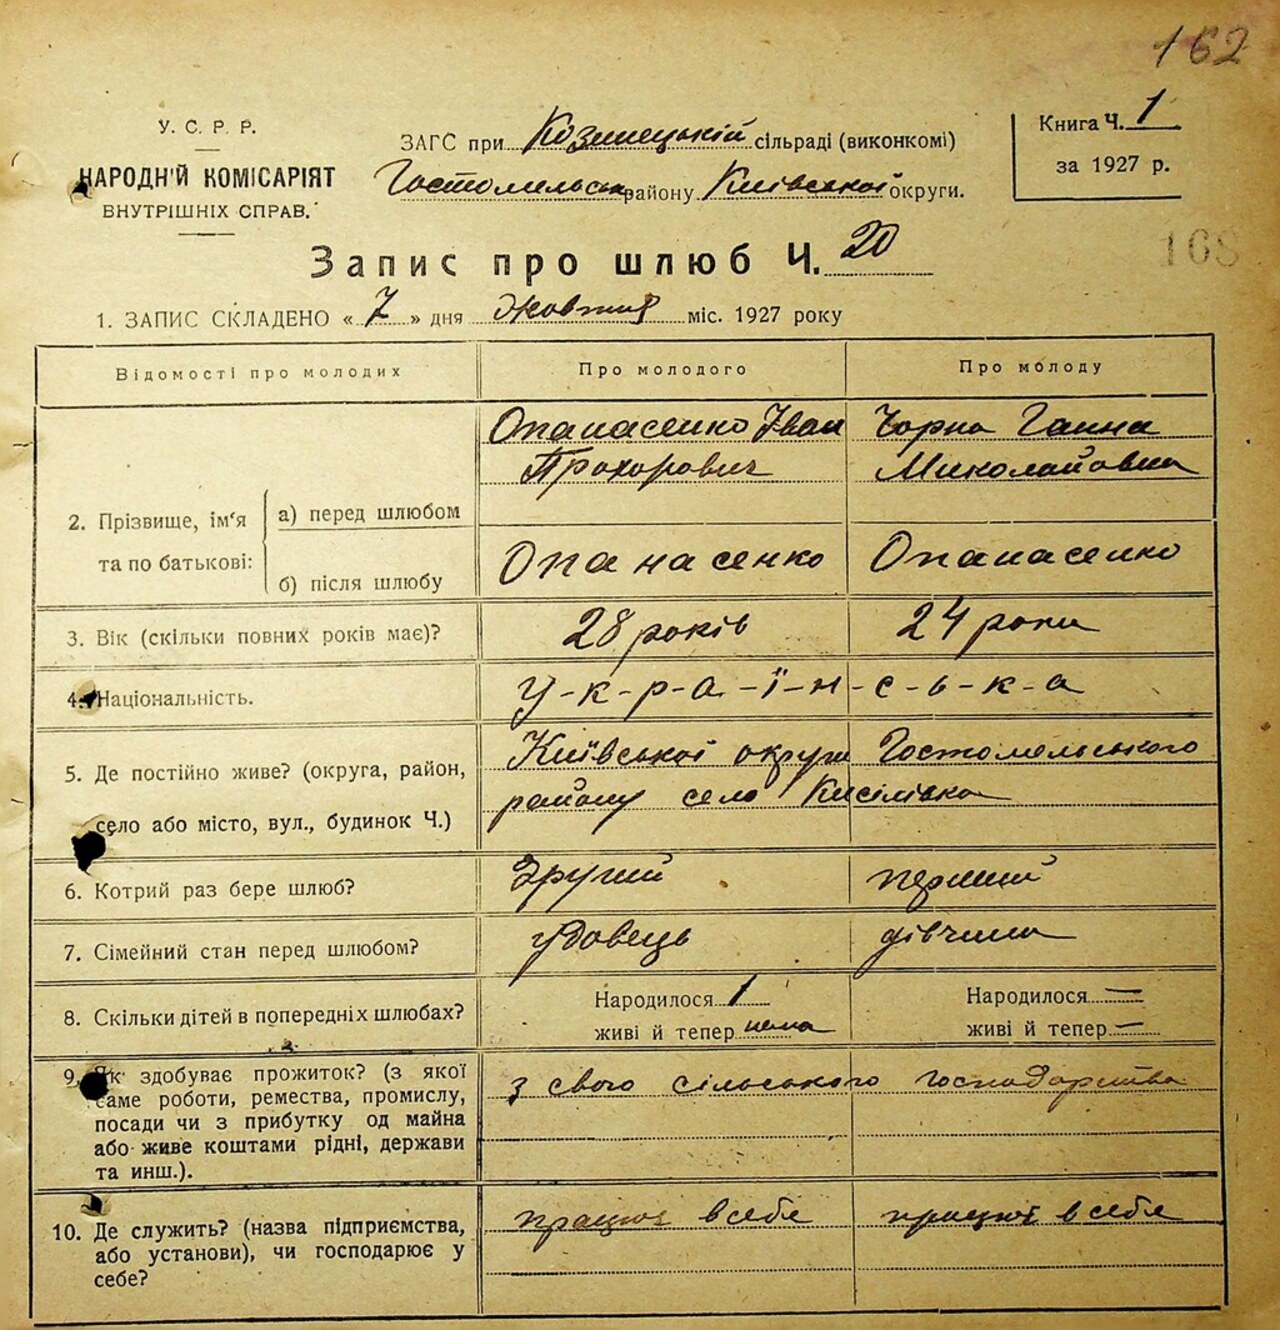 162
У. С. Р. Р.
НАРОДН'Й КОМІСАРІЯТ
ВНУТРІШНІХ СПРАВ.
ЗАГС при Козинецькій сільраді (виконкомі)
Гостомельськ району Київської округи.
Книга Ч. 1
за 1927 р.
168
Запис про шлюб Ч. 20
1. ЗАПИС СКЛАДЕНО « 7 » дня Жовтня міс. 1927 року
Відомості про молодих
Про молодого
Про молоду
2. Прізвище, ім'я та по батькові:
а) перед шлюбом
Опанасенко Іван
Прохорович
Чорна Ганна
Миколайовна
б) після шлюбу
Опанасенко
Опанасенко
3. Вік (скільки повних років має)?
28 років
24 роки
4. Національність.
У-к-р-а-ї-н-с-ь-к-а
5. Де постійно живе? (округа, район,
село або місто, вул., будинок Ч.)
Київської округи Гостомельського
району село Кисілівка
6. Котрий раз бере шлюб?
другий
перший
7. Сімейний стан перед шлюбом?
удовець
дівчина
8. Скільки дітей в попередніх шлюбах?
Народилося 1
живі й тепер нема
Народилося —
живі й тепер —
9. Як здобуває прожиток? (з якої
саме роботи, ремества, промислу,
посади чи з прибутку од майна
або живе коштами рідні, держави
та инш.).
з свого сільського господарства
10. Де служить? (назва підприємства,
або установи), чи господарює у
себе?
працює в себе
працює в себе